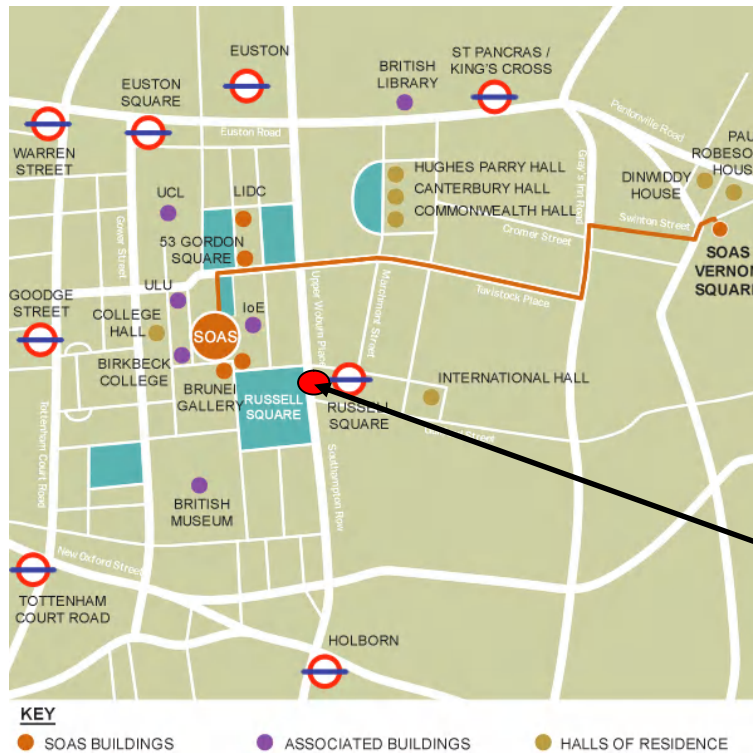 EUSTON
ST PANCRAS /
KING'S CROSS
BRITISH
LIBRARY
EUSTON
SQUARE
Euston Road
Pentonville Road
WARREN
STREET
Gray's Inn Road
PAU
ROBESO
HOUS
DINWIDDY
HOUSE
HUGHES PARRY HALL
CANTERBURY HALL
COMMONWEALTH HALL
UCL
LIDC
Swinton Street
Cromer Street
Gower Street
53 GORDON
SQUARE
SOAS
VERNON
SQUARE
ULU
Upper Woburn Place
Marchmont Street
Tavistock Place
GOODGE
STREET
COLLEGE
HALL
IoE
SOAS
BIRKBECK
COLLEGE
BRUNEI
GALLERY
RUSSELL
SQUARE
RUSSELL
SQUARE
INTERNATIONAL HALL
Street
Tottenham Court Road
Southampton Row
BRITISH
MUSEUM
New Oxford Street
TOTTENHAM
COURT ROAD
HOLBORN
KEY
SOAS BUILDINGS
ASSOCIATED BUILDINGS
HALLS OF RESIDENCE